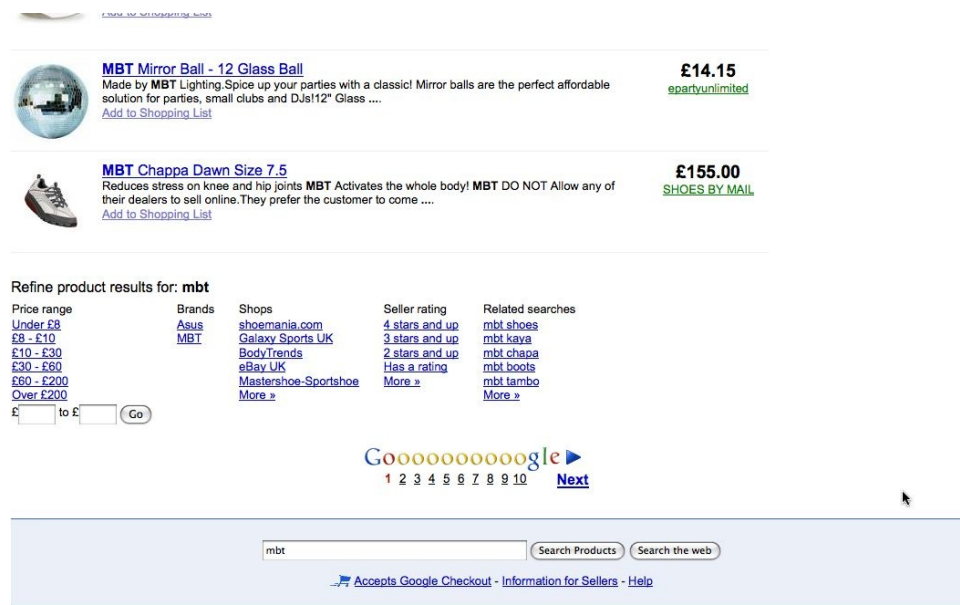 Add to Shopping List
MBT Mirror Ball - 12 Glass Ball
£14.15
Made by MBT Lighting.Spice up your parties with a classic! Mirror balls are the perfect affordable
epartyunlimited
solution for parties, small clubs and DJs!12" Glass ....
Add to Shopping List
MBT Chappa Dawn Size 7.5
£155.00
Reduces stress on knee and hip joints MBT Activates the whole body! MBT DO NOT Allow any of
SHOES BY MAIL
their dealers to sell online.They prefer the customer to come ....
Add to Shopping List
Refine product results for: mbt
Price range Brands Shops Seller rating Related searches
Under £8 Asus shoemania.com 4 stars and up mbt shoes
£8 - £10 MBT Galaxy Sports UK 3 stars and up mbt kaya
£10 - £30 BodyTrends 2 stars and up mbt chapa
£30 - £60 eBay UK Has a rating mbt boots
£60 - £200 Mastershoe-Sportshoe More » mbt tambo
Over £200 More » More »
£ to £ Go
Goooooooooogle
1 2 3 4 5 6 7 8 9 10 Next
mbt Search Products Search the web
Accepts Google Checkout - Information for Sellers - Help